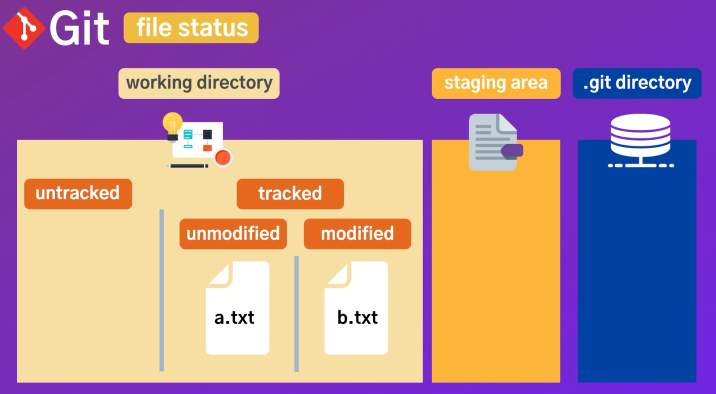 Git file status
working directory
staging area
.git directory
untracked
tracked
unmodified
modified
a.txt
b.txt